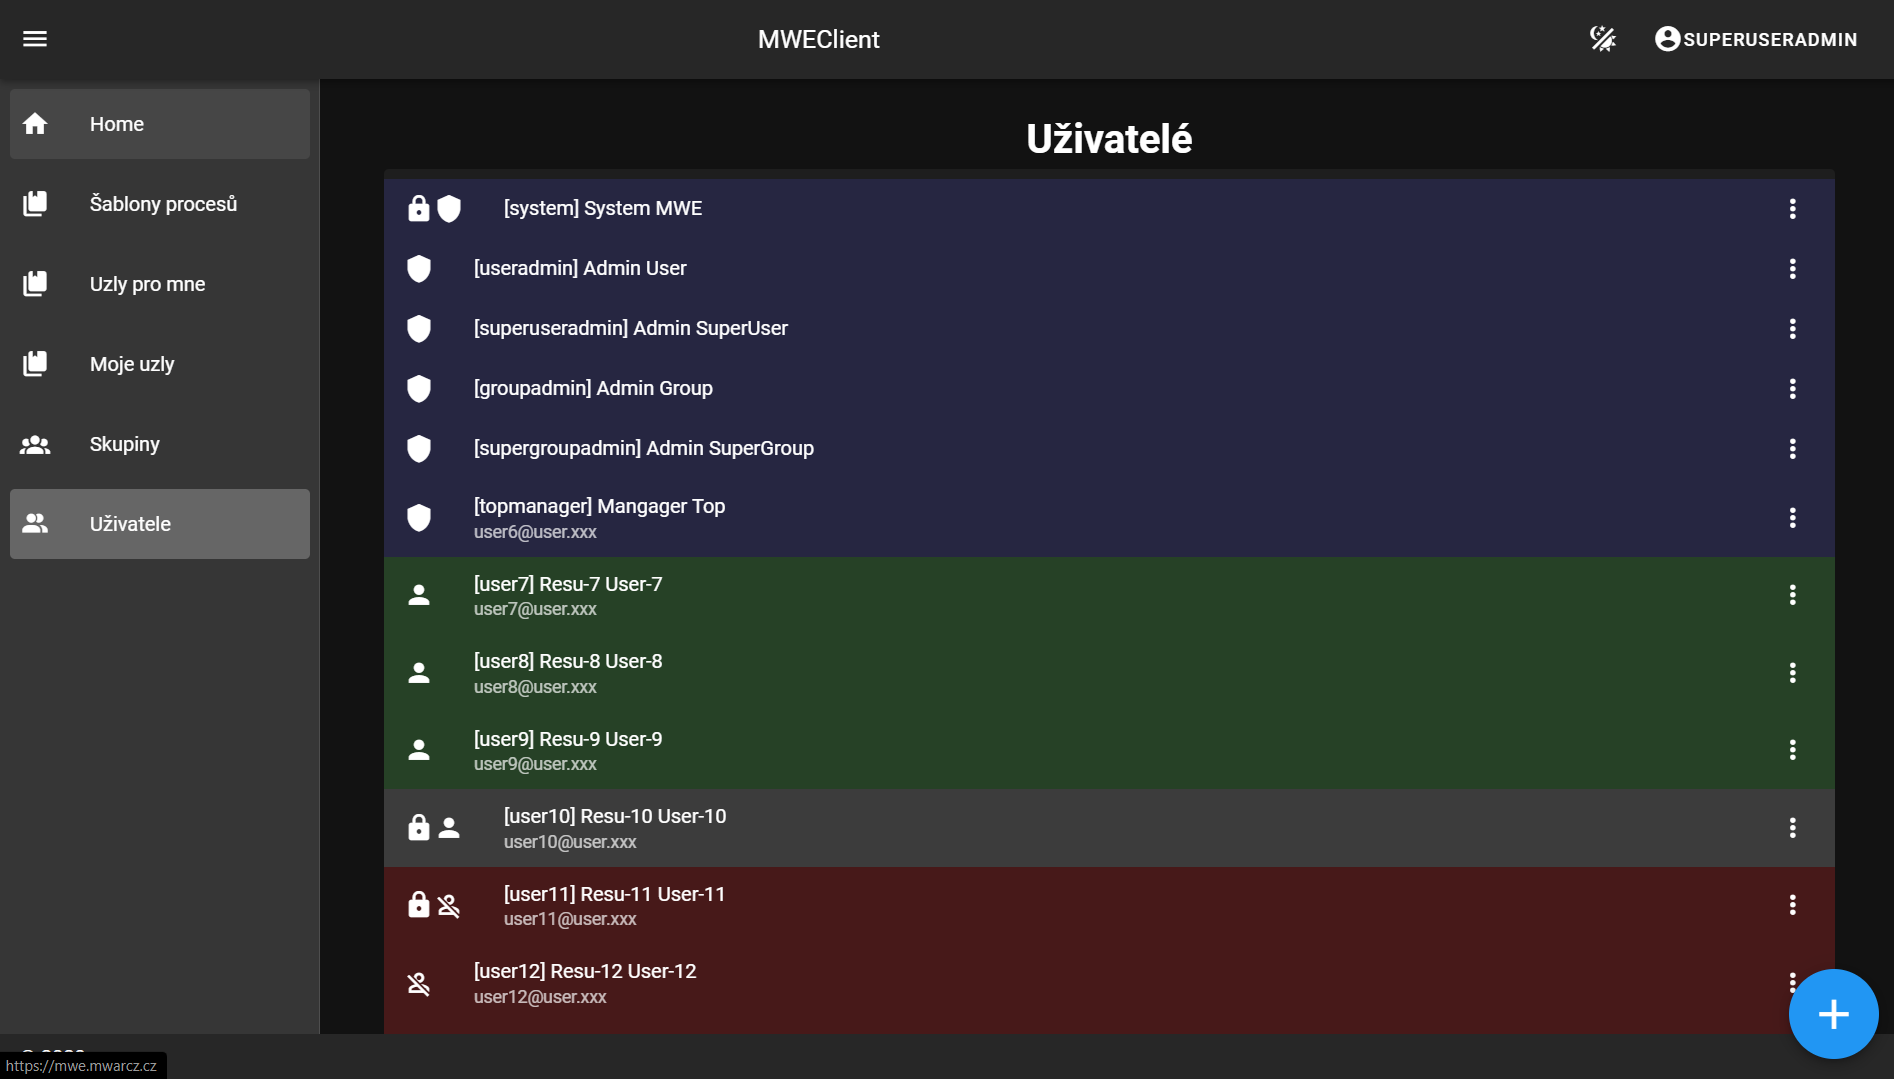 MWEClient
SUPERUSERADMIN
Home
Šablony procesů
Uzly pro mne
Moje uzly
Skupiny
Uživatele
Uživatelé
[system] System MWE
[useradmin] Admin User
[superuseradmin] Admin SuperUser
[groupadmin] Admin Group
[supergroupadmin] Admin SuperGroup
[topmanager] Mangager Top
user6@user.xxx
[user7] Resu-7 User-7
user7@user.xxx
[user8] Resu-8 User-8
user8@user.xxx
[user9] Resu-9 User-9
user9@user.xxx
[user10] Resu-10 User-10
user10@user.xxx
[user11] Resu-11 User-11
user11@user.xxx
[user12] Resu-12 User-12
user12@user.xxx
https://mwe.mwarcz.cz